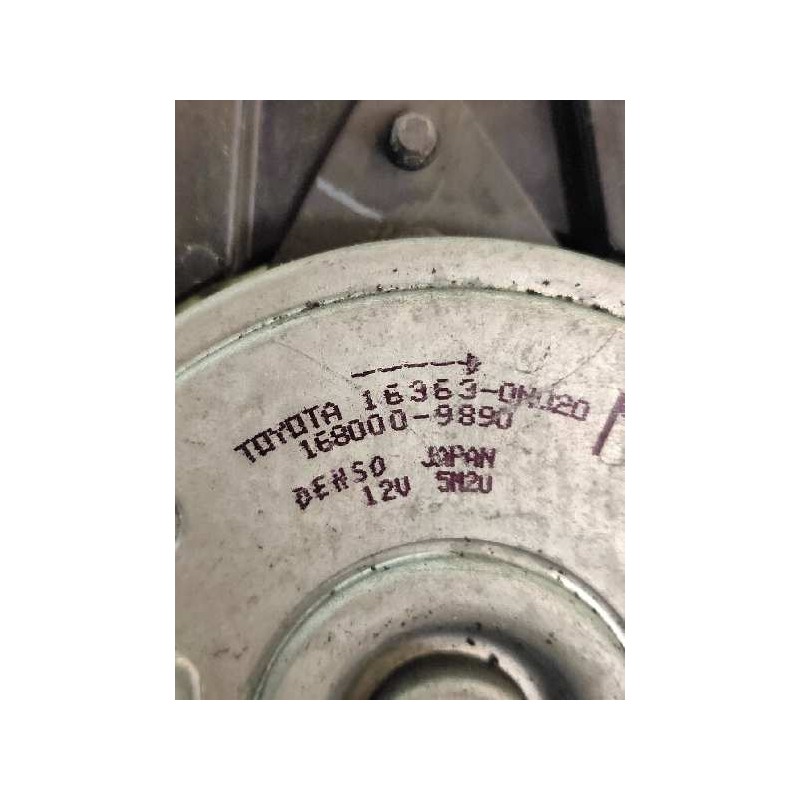 TOYOTA 16363-0M020
168000-9890
DENSO JAPAN
12V 5M2U